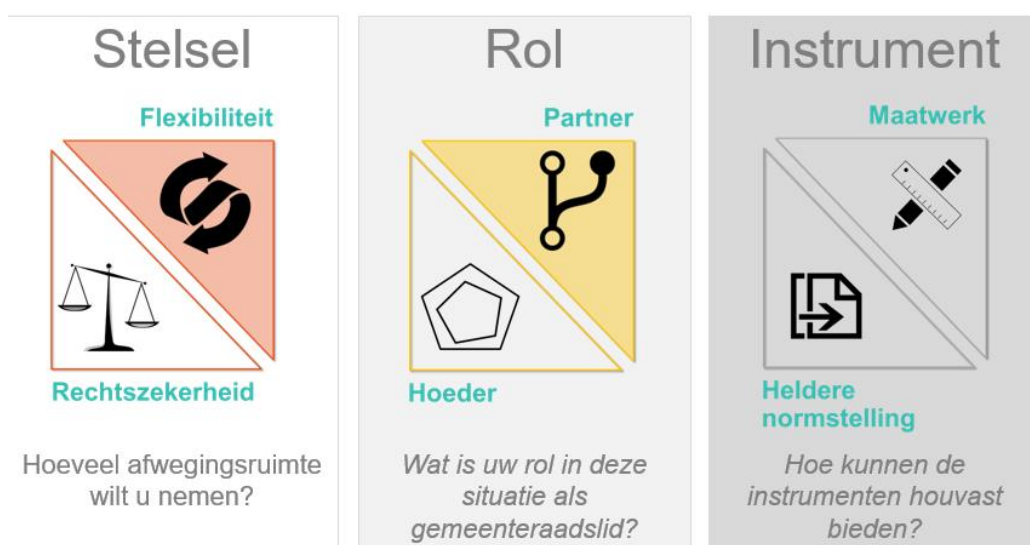 Stelsel
Flexibiliteit
Rechtszekerheid
Hoeveel afwegingsruimte
wilt u nemen?
Rol
Partner
Hoeder
Wat is uw rol in deze
situatie als
gemeenteraadslid?
Instrument
Maatwerk
Heldere
normstelling
Hoe kunnen de
instrumenten houvast
bieden?